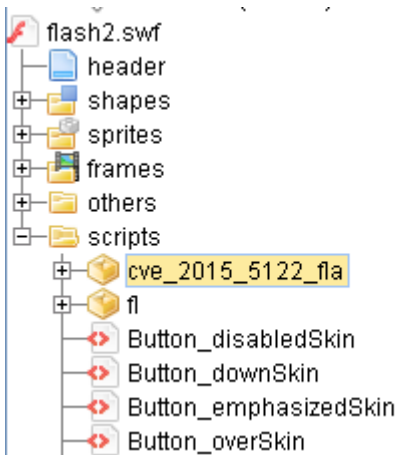 flash2.swf
header
shapes
sprites
frames
others
scripts
cve_2015_5122_fla
fl
Button_disabledSkin
Button_downSkin
Button_emphasizedSkin
Button_overSkin